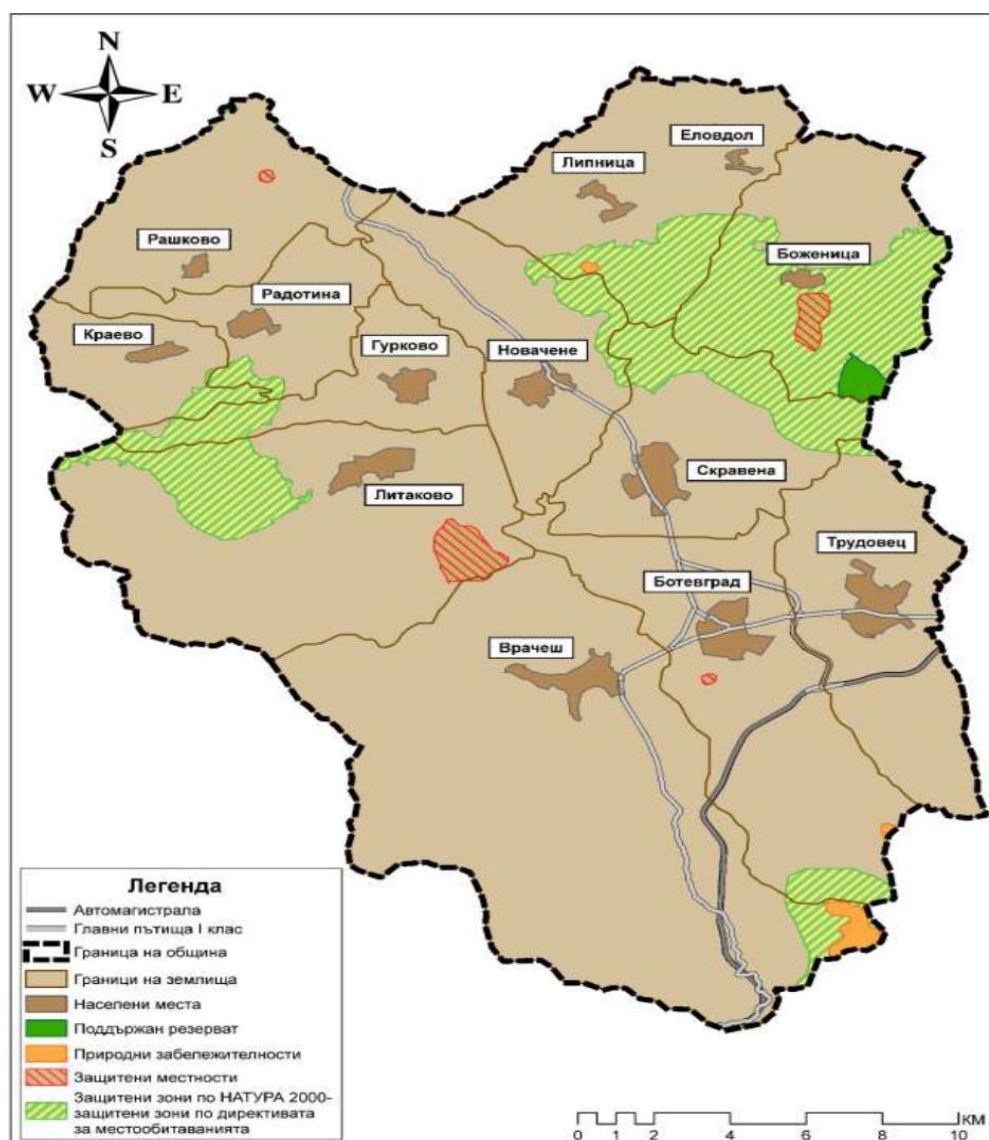 N
W E
S
Еловдол
Липница
Рашково
Боженица
Радотина
Краево
Гурково
Новачене
Скравена
Литаково
Трудовец
Ботевград
Врачеш
Легенда
Автомагистрала
Главни пътища I клас
Граница на община
Граници на землища
Населени места
Поддържан резерват
Природни забележителности
Защитени местности
Защитени зони по НАТУРА 2000-
защитени зони по директивата
за местообитаванията
КМ
0 1 2 4 6 8 10